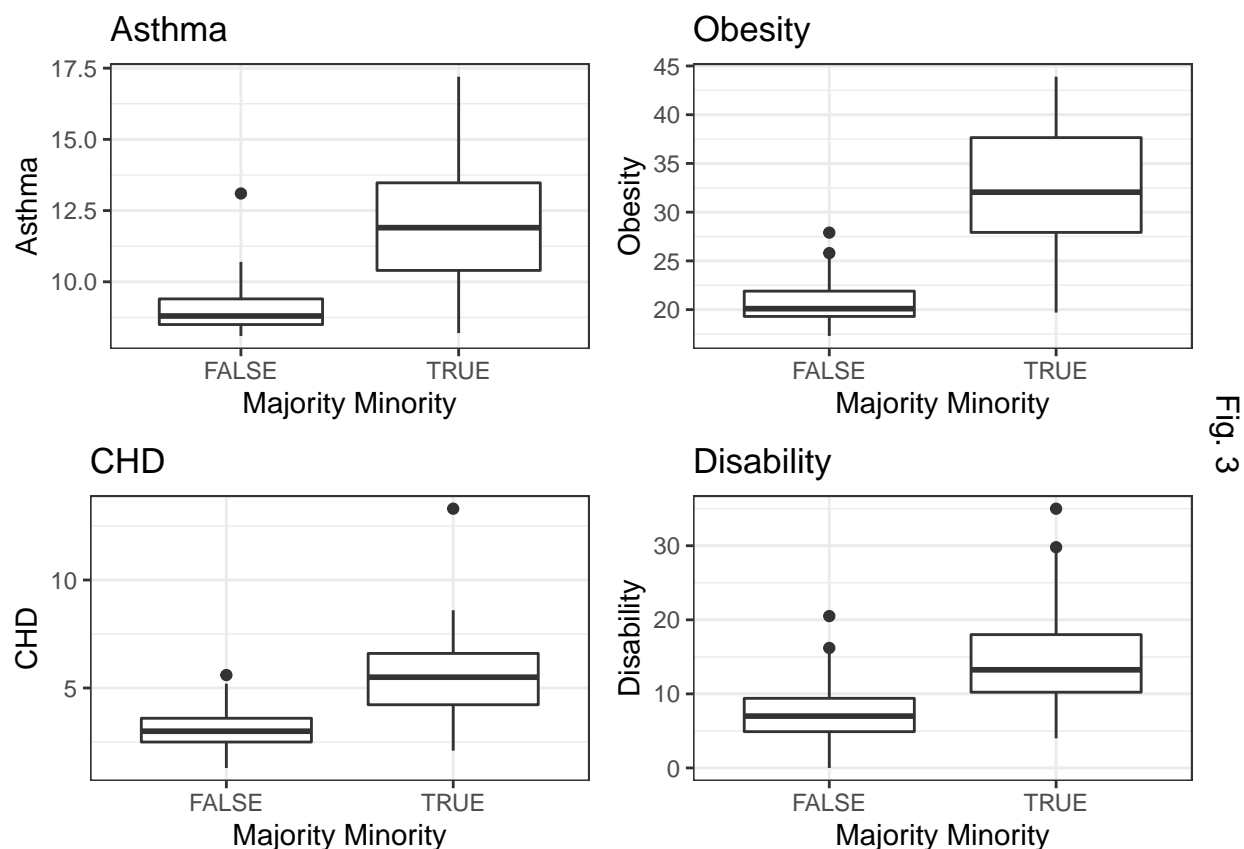 Asthma
17.5
15.0
12.5
10.0
Asthma
FALSE TRUE
Majority Minority
Obesity
45
40
35
30
25
20
Obesity
FALSE TRUE
Majority Minority
CHD
10
5
CHD
FALSE TRUE
Majority Minority
Disability
30
20
10
0
Disability
FALSE TRUE
Majority Minority
Fig. 3